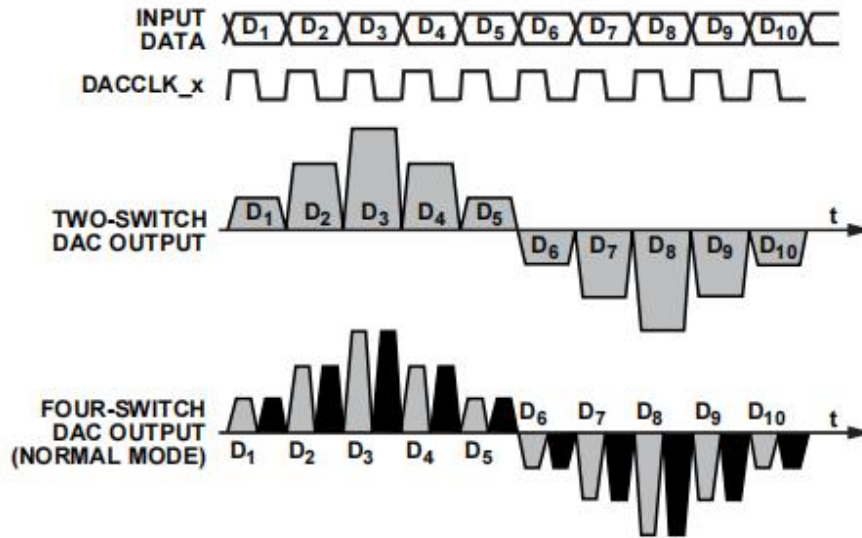 INPUT
DATA
D1 D2 D3 D4 D5 D6 D7 D8 D9 D10
DACCLK_x
TWO-SWITCH
DAC OUTPUT
D1 D2 D3 D4 D5
t
D6 D7 D8 D9 D10
FOUR-SWITCH
DAC OUTPUT
(NORMAL MODE)
D6 D7 D8 D9 D10
t
D1 D2 D3 D4 D5